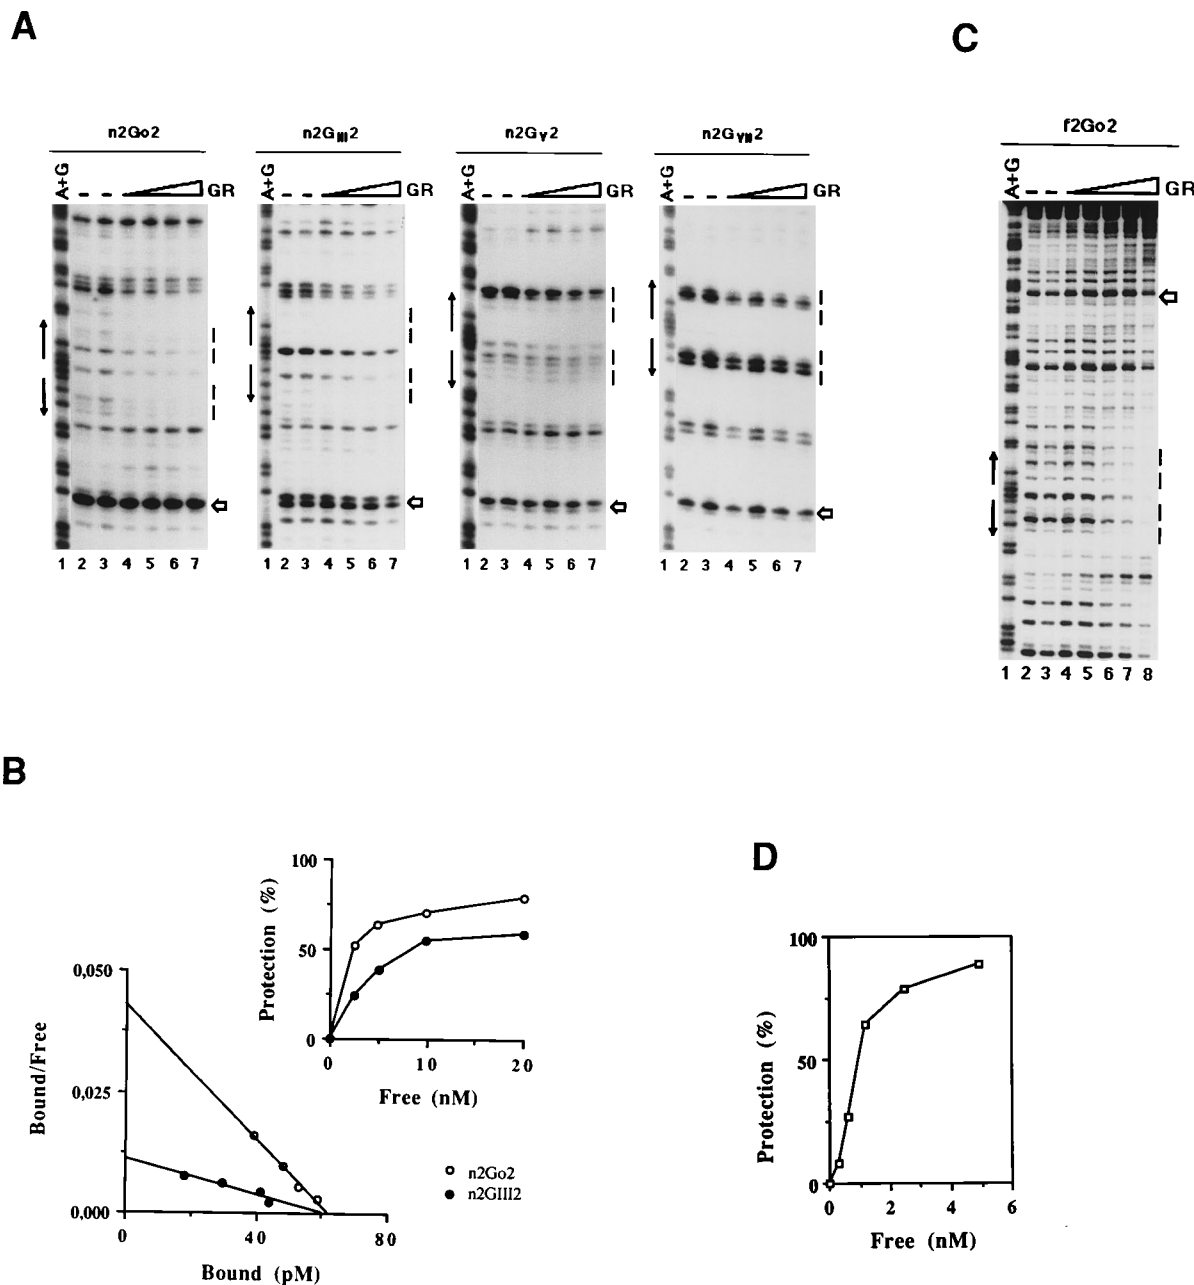 A
C
n2Go2
n2GIII2
n2GV2
n2GVII2
f2Go2
A+G - - GR
A+G - - GR
A+G - - GR
A+G - - GR
A+G - - GR
1 2 3 4 5 6 7
1 2 3 4 5 6 7
1 2 3 4 5 6 7
1 2 3 4 5 6 7
1 2 3 4 5 6 7 8
B
100
50
0
Protection (%)
0 10 20
Free (nM)
0,050
0,025
0,000
Bound/Free
0 40 80
Bound (pM)
n2Go2
n2GIII2
D
100
50
0
Protection (%)
0 2 4 6
Free (nM)